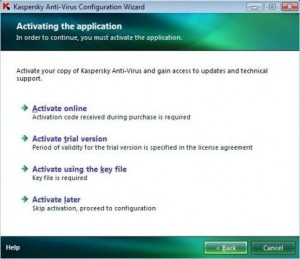 Kaspersky Anti-Virus Configuration Wizard
Activating the application
In order to continue, you must activate the application.
Activate your copy of Kaspersky Anti-Virus and gain access to updates and technical
support.
Activate online
Activation code received during purchase is required
Activate trial version
Period of validity for the trial version is specified in the license agreement
Activate using the key file
Key file is required
Activate later
Skip activation, proceed to configuration
Help
< Back
Cancel